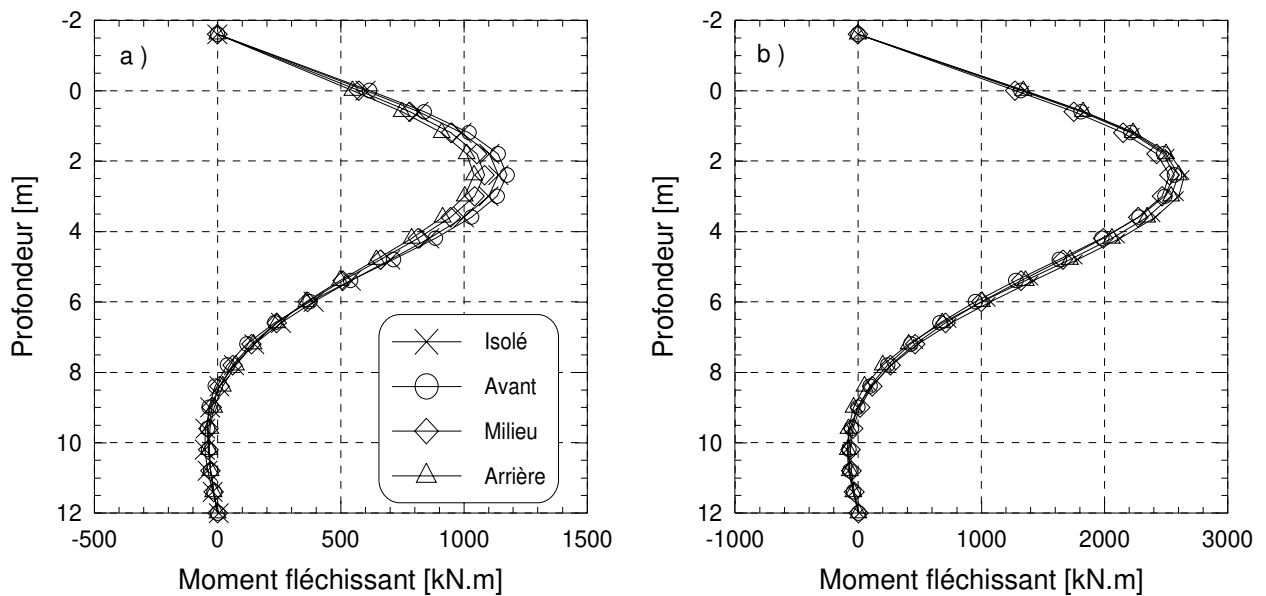 a )
-2
0
2
4
6
8
10
12
Profondeur [m]
-500 0 500 1000 1500
Moment fléchissant [kN.m]
Isolé
Avant
Milieu
Arrière
b )
-2
0
2
4
6
8
10
12
Profondeur [m]
-1000 0 1000 2000 3000
Moment fléchissant [kN.m]